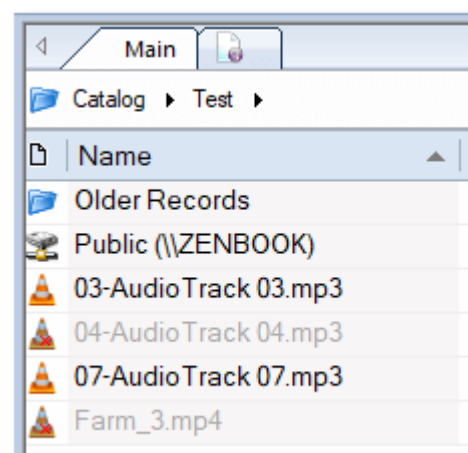 Main
Catalog Test
Name
Older Records
Public (\\ZENBOOK)
03-AudioTrack 03.mp3
04-AudioTrack 04.mp3
07-AudioTrack 07.mp3
Farm_3.mp4